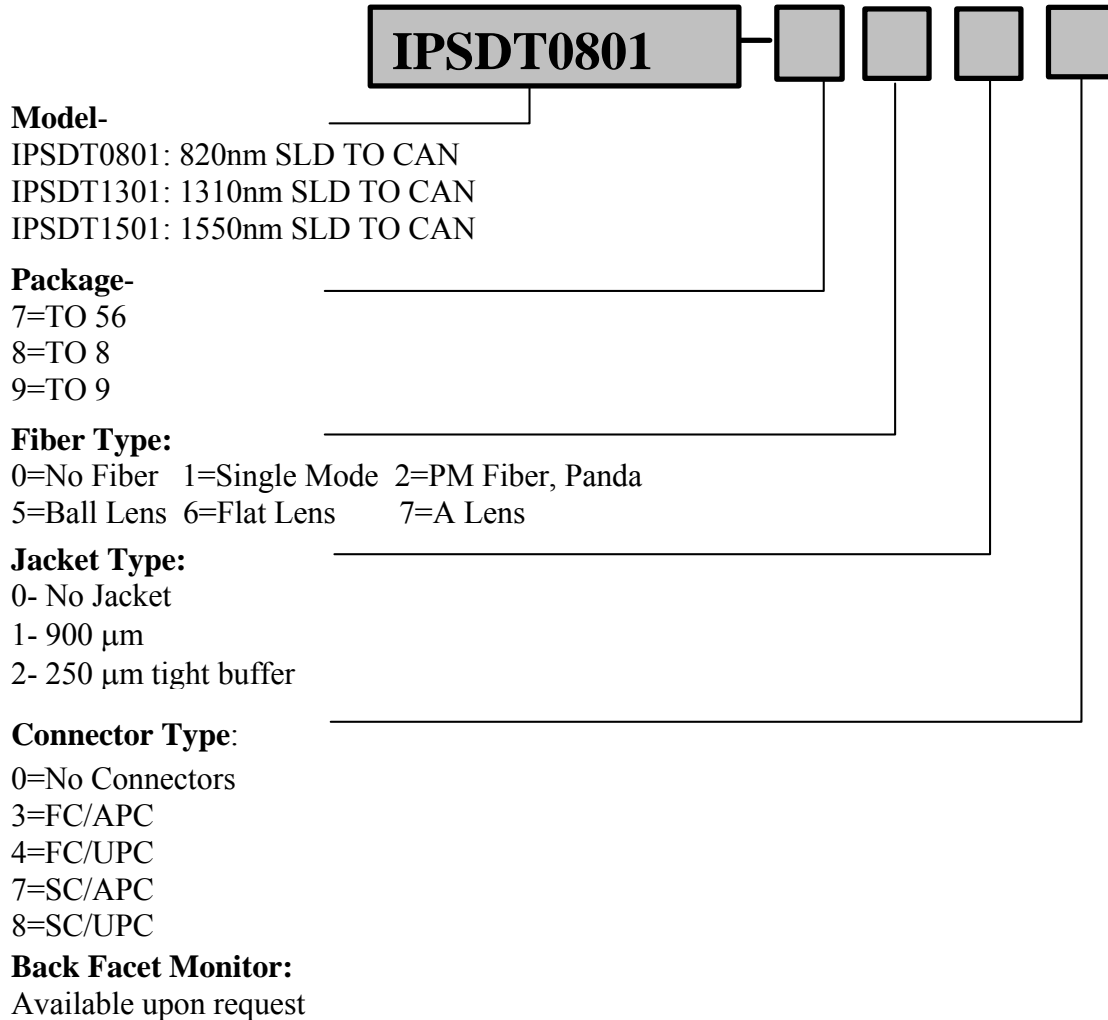 IPSDT0801
Model-
IPSDT0801: 820nm SLD TO CAN
IPSDT1301: 1310nm SLD TO CAN
IPSDT1501: 1550nm SLD TO CAN
Package-
7=TO 56
8=TO 8
9=TO 9
Fiber Type:
0=No Fiber 1=Single Mode 2=PM Fiber, Panda
5=Ball Lens 6=Flat Lens 7=A Lens
Jacket Type:
0- No Jacket
1- 900 μm
2- 250 μm tight buffer
Connector Type:
0=No Connectors
3=FC/APC
4=FC/UPC
7=SC/APC
8=SC/UPC
Back Facet Monitor:
Available upon request